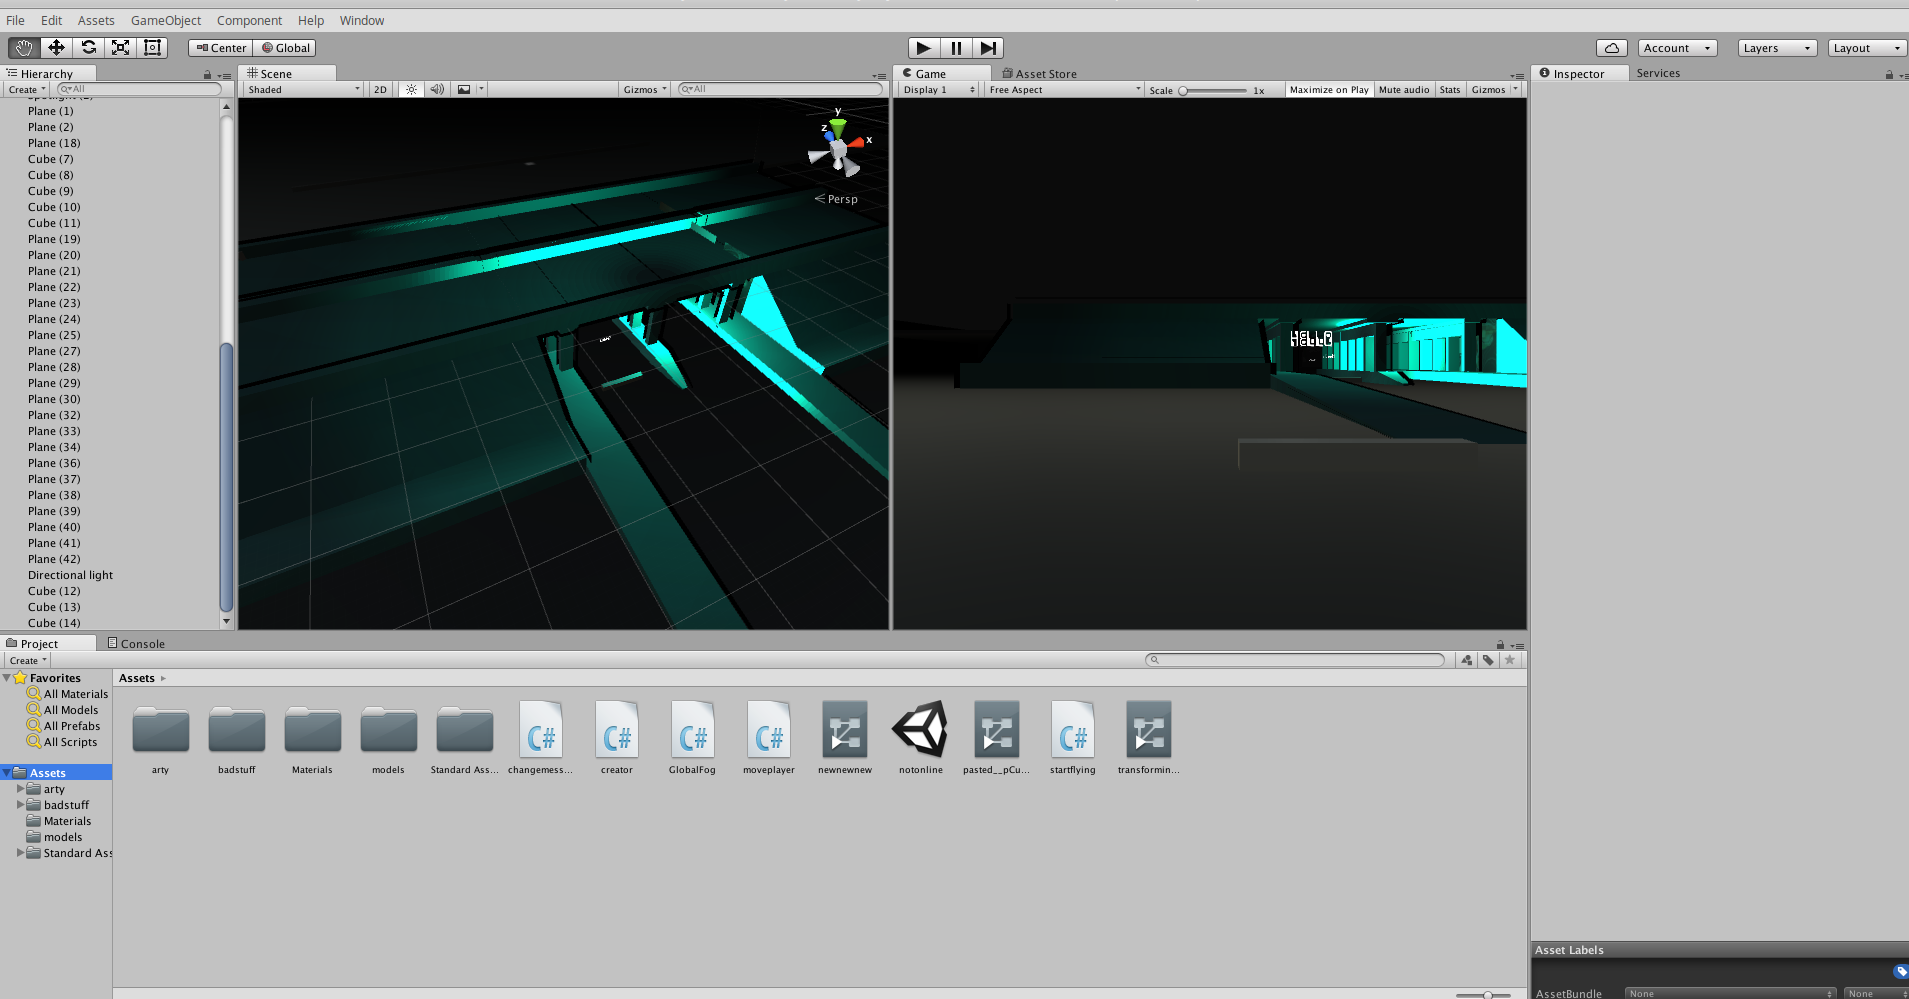 File Edit Assets GameObject Component Help Window
Center Global
Account Layers Layout
Hierarchy
Create All
Plane (1)
Plane (2)
Plane (18)
Cube (7)
Cube (8)
Cube (9)
Cube (10)
Cube (11)
Plane (19)
Plane (20)
Plane (21)
Plane (22)
Plane (23)
Plane (24)
Plane (25)
Plane (27)
Plane (28)
Plane (29)
Plane (30)
Plane (32)
Plane (33)
Plane (34)
Plane (36)
Plane (37)
Plane (38)
Plane (39)
Plane (40)
Plane (41)
Plane (42)
Directional light
Cube (12)
Cube (13)
Cube (14)
Scene
Shaded 2D Gizmos All
y
z
x
Persp
Game Asset Store
Display 1 Free Aspect Scale 1x Maximize on Play Mute audio Stats Gizmos
HELLO
Inspector Services
Project Console
Create
Favorites
All Materials
All Models
All Prefabs
All Scripts
Assets
arty
badstuff
Materials
models
Standard Ass
Assets
C# C# C# C# C#
arty badstuff Materials models Standard Ass... changemess... creator GlobalFog moveplayer newnewnew notonline pasted__pCu... startflying transformin...
Asset Labels
AssetBundle None None